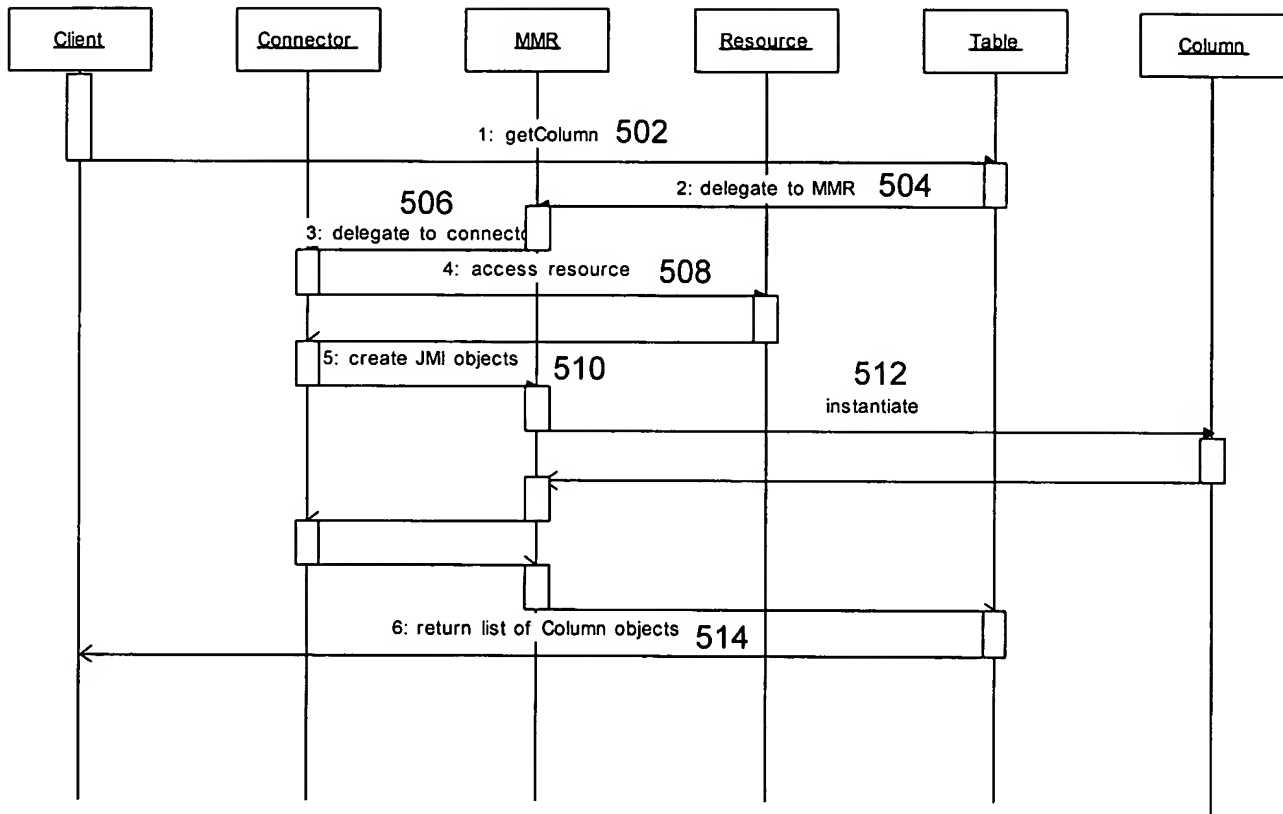 Client
Connector
MMR
Resource
Table
Column
1: getColumn 502
2: delegate to MMR 504
506
3: delegate to connecto
4: access resource 508
5: create JMI objects 510
512
instantiate
6: return list of Column objects 514